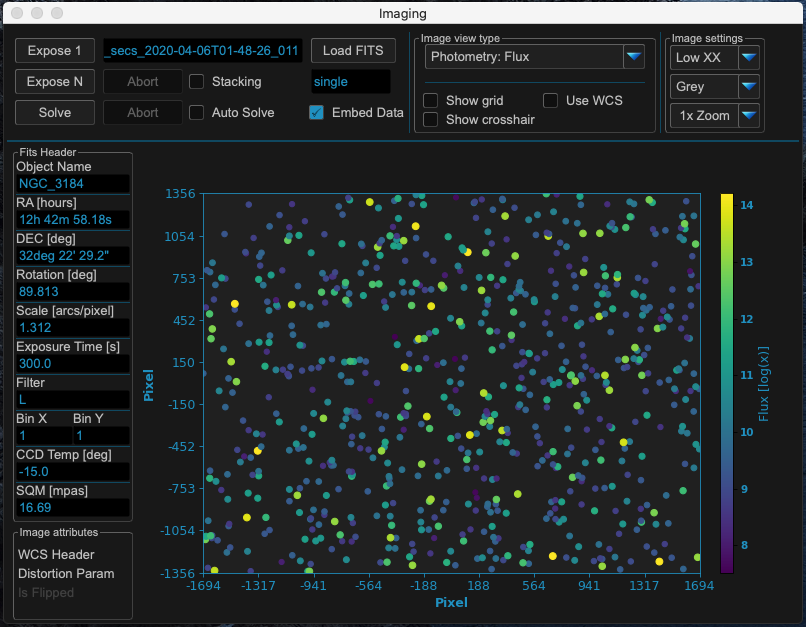 Imaging
Expose 1
_secs_2020-04-06T01-48-26_011
Load FITS
Expose N
Abort
Stacking
single
Solve
Abort
Auto Solve
Embed Data
Image view type
Photometry: Flux
Show grid
Use WCS
Show crosshair
Image settings
Low XX
Grey
1x Zoom
Fits Header
Object Name
NGC_3184
RA [hours]
12h 42m 58.18s
DEC [deg]
32deg 22' 29.2"
Rotation [deg]
89.813
Scale [arcs/pixel]
1.312
Exposure Time [s]
300.0
Filter
L
Bin X Bin Y
1 1
CCD Temp [deg]
-15.0
SQM [mpas]
16.69
Image attributes
WCS Header
Distortion Param
Is Flipped
1356
1054
753
452
150
-150
-452
-753
-1054
-1356
Pixel
-1694 -1317 -941 -564 -188 188 564 941 1317 1694
Pixel
14
13
12
11
10
9
8
Flux [log(x)]